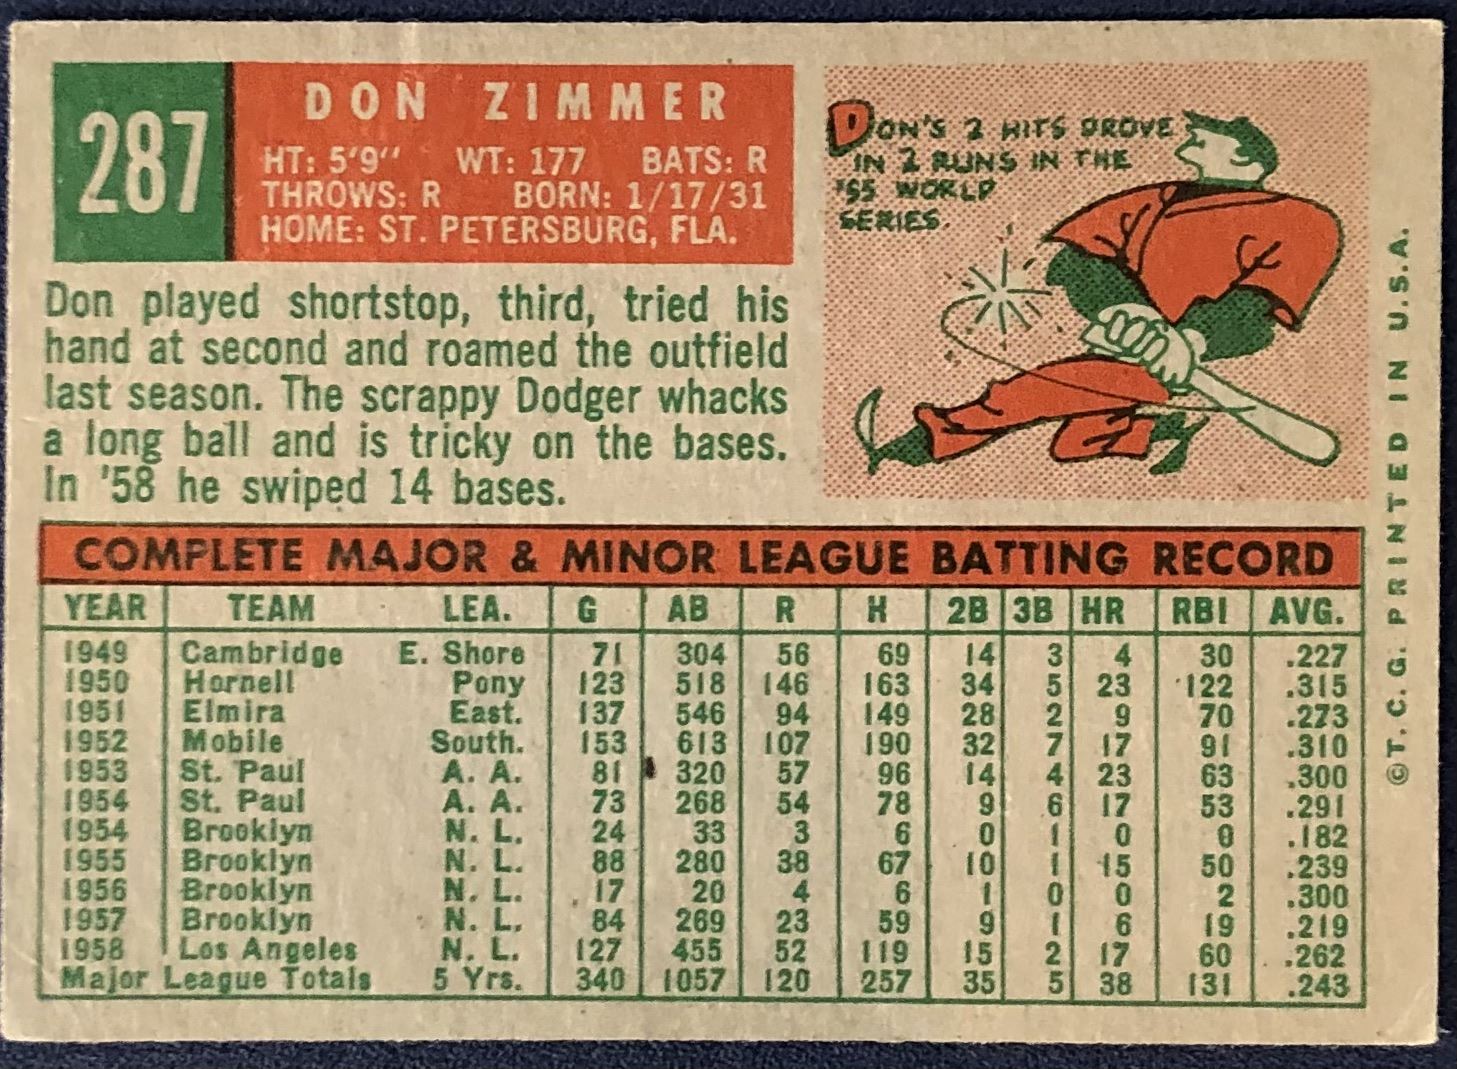 287
DON ZIMMER
HT: 5'9" WT: 177 BATS: R
THROWS: R BORN: 1/17/31
HOME: ST. PETERSBURG, FLA.
DON'S 2 HITS DROVE
IN 2 RUNS IN THE
'55 WORLD
SERIES.
Don played shortstop, third, tried his
hand at second and roamed the outfield
last season. The scrappy Dodger whacks
a long ball and is tricky on the bases.
In '58 he swiped 14 bases.
COMPLETE MAJOR & MINOR LEAGUE BATTING RECORD
YEAR TEAM LEA. G AB R H 2B 3B HR RBI AVG.
1949 Cambridge E. Shore 71 304 56 69 14 3 4 30 .227
1950 Hornell Pony 123 518 146 163 34 5 23 122 .315
1951 Elmira East. 137 546 94 149 28 2 9 70 .273
1952 Mobile South. 153 613 107 190 32 7 17 91 .310
1953 St. Paul A. A. 81 320 57 96 14 4 23 63 .300
1954 St. Paul A. A. 73 268 54 78 9 6 17 53 .291
1954 Brooklyn N. L. 24 33 3 6 0 1 0 0 .182
1955 Brooklyn N. L. 88 280 38 67 10 1 15 50 .239
1956 Brooklyn N. L. 17 20 4 6 1 0 0 2 .300
1957 Brooklyn N. L. 84 269 23 59 9 1 6 19 .219
1958 Los Angeles N. L. 127 455 52 119 15 2 17 60 .262
Major League Totals 5 Yrs. 340 1057 120 257 35 5 38 131 .243
©T.C.G. PRINTED IN U.S.A.